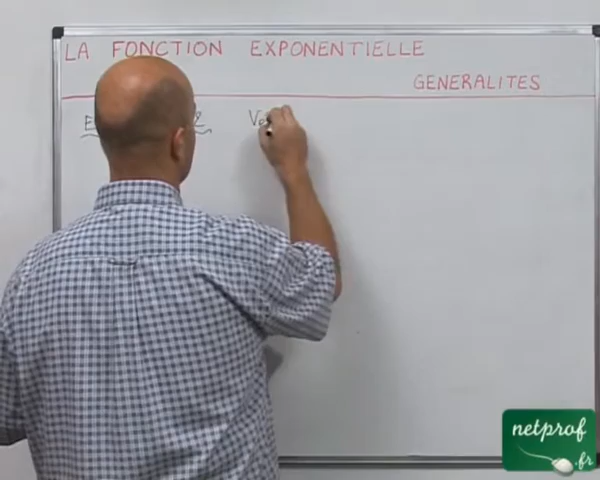 LA FONCTION EXPONENTIELLE
GENERALITES
netprof
.fr